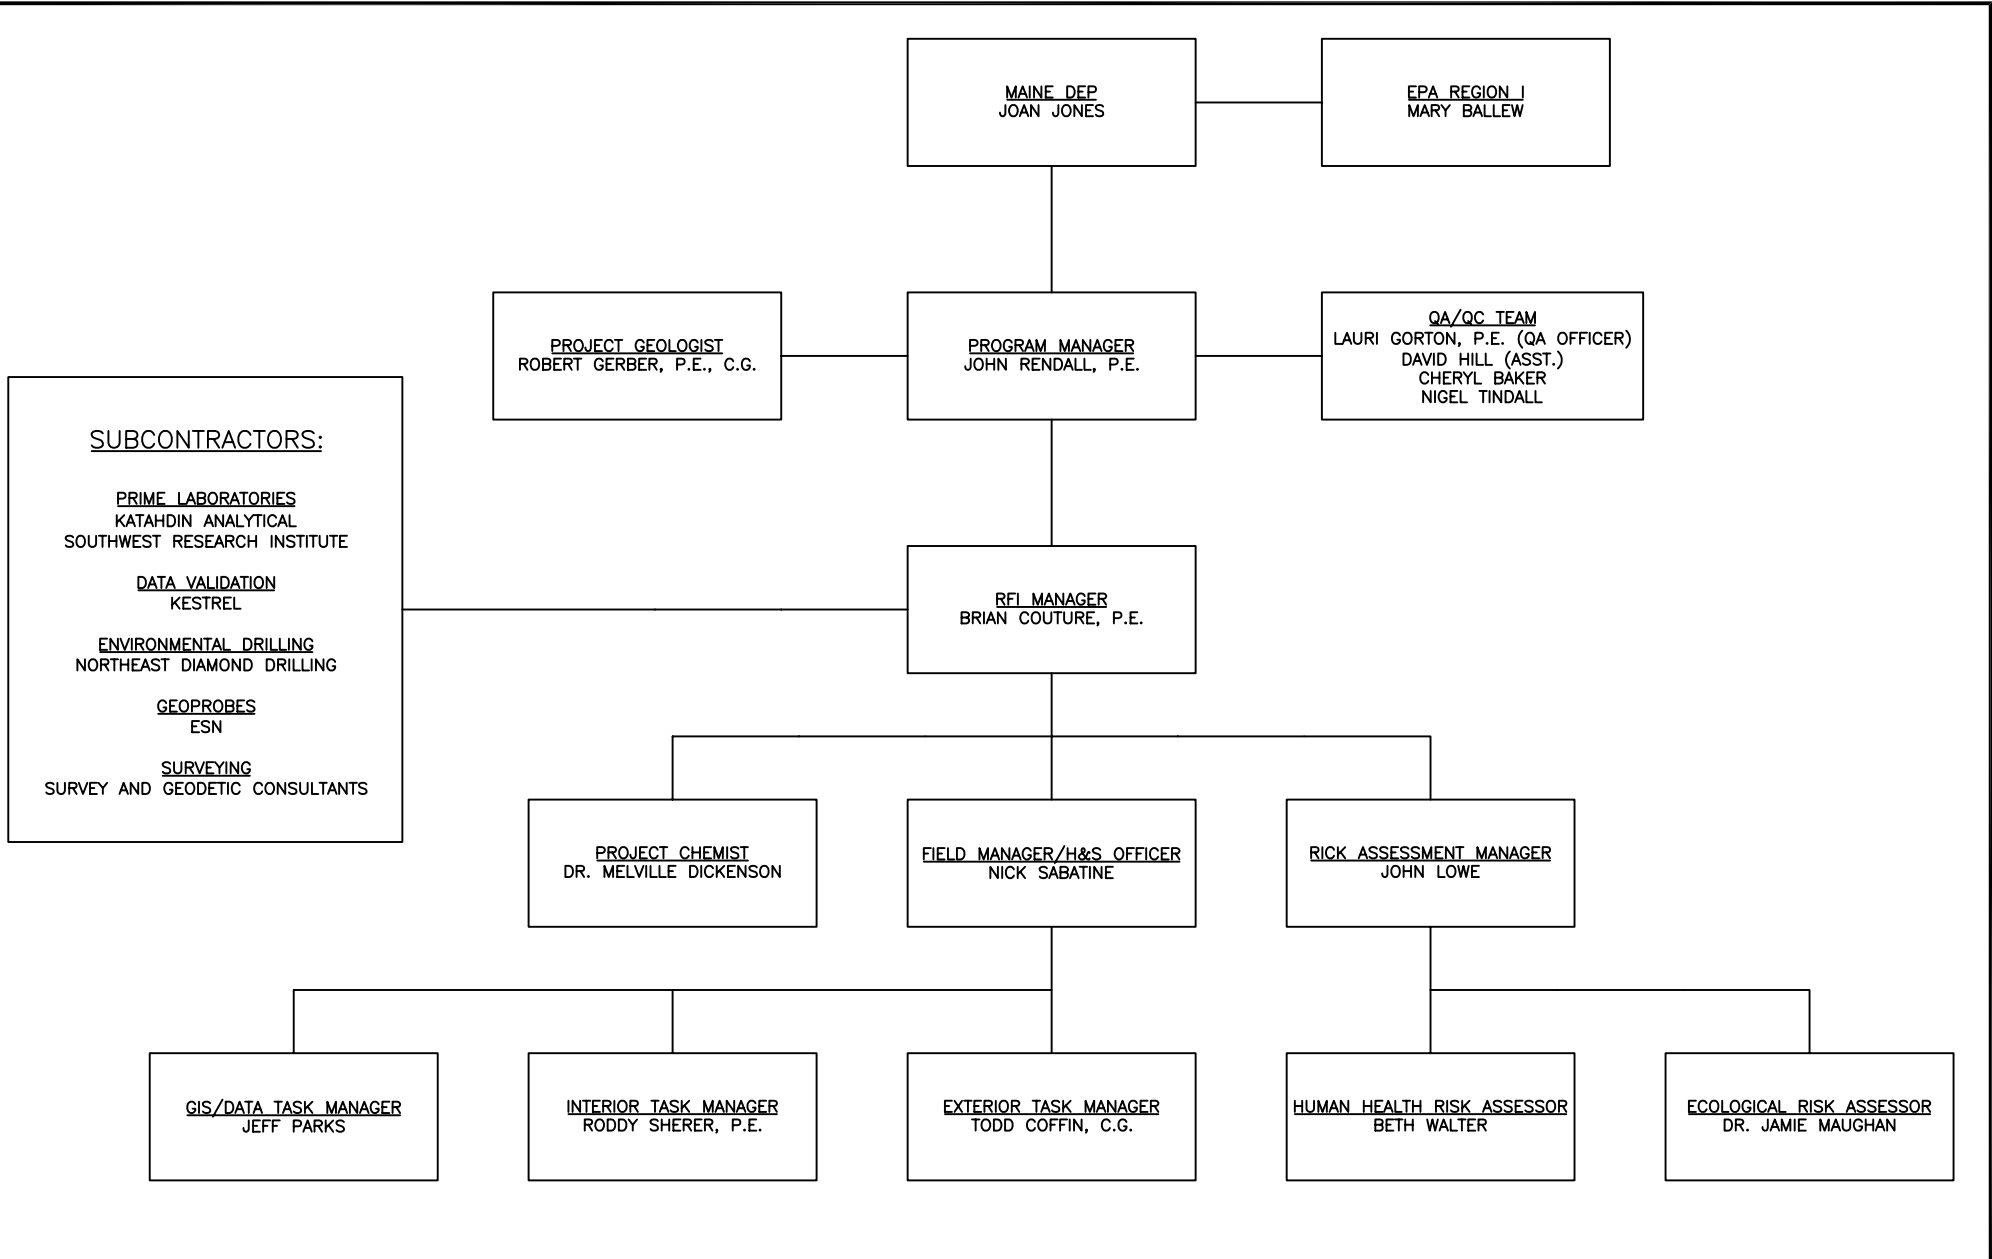 MAINE DEP
JOAN JONES
EPA REGION I
MARY BALLEW
PROJECT GEOLOGIST
ROBERT GERBER, P.E., C.G.
PROGRAM MANAGER
JOHN RENDALL, P.E.
QA/QC TEAM
LAURI GORTON, P.E. (QA OFFICER)
DAVID HILL (ASST.)
CHERYL BAKER
NIGEL TINDALL
SUBCONTRACTORS:
PRIME LABORATORIES
KATAHDIN ANALYTICAL
SOUTHWEST RESEARCH INSTITUTE
DATA VALIDATION
KESTREL
ENVIRONMENTAL DRILLING
NORTHEAST DIAMOND DRILLING
GEOPROBES
ESN
SURVEYING
SURVEY AND GEODETIC CONSULTANTS
RFI MANAGER
BRIAN COUTURE, P.E.
PROJECT CHEMIST
DR. MELVILLE DICKENSON
FIELD MANAGER/H&S OFFICER
NICK SABATINE
RICK ASSESSMENT MANAGER
JOHN LOWE
GIS/DATA TASK MANAGER
JEFF PARKS
INTERIOR TASK MANAGER
RODDY SHERER, P.E.
EXTERIOR TASK MANAGER
TODD COFFIN, C.G.
HUMAN HEALTH RISK ASSESSOR
BETH WALTER
ECOLOGICAL RISK ASSESSOR
DR. JAMIE MAUGHAN